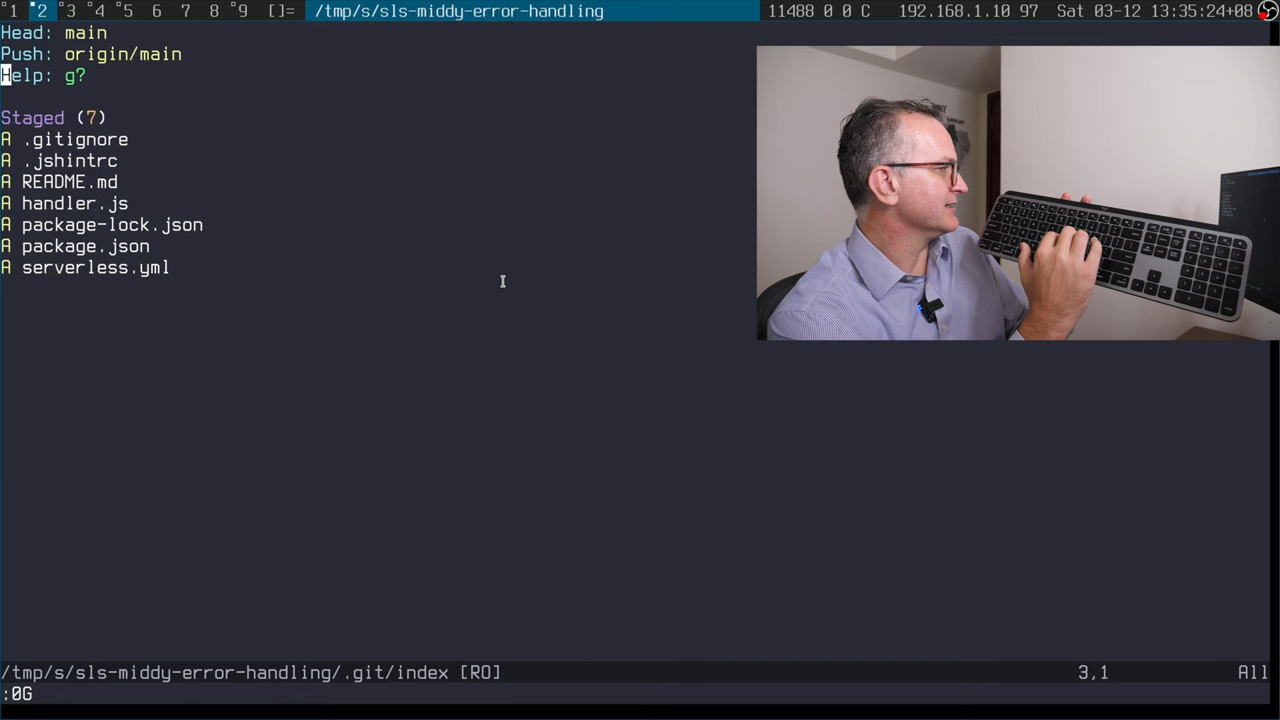 1 2 3 4 5 6 7 8 9 []= /tmp/s/sls-middy-error-handling 11488 0 0 C 192.168.1.10 97 Sat 03-12 13:35:24+08
Head: main
Push: origin/main
Help: g?
Staged (7)
A .gitignore
A .jshintrc
A README.md
A handler.js
A package-lock.json
A package.json
A serverless.yml
/tmp/s/sls-middy-error-handling/.git/index [RO] 3,1 All
:0G